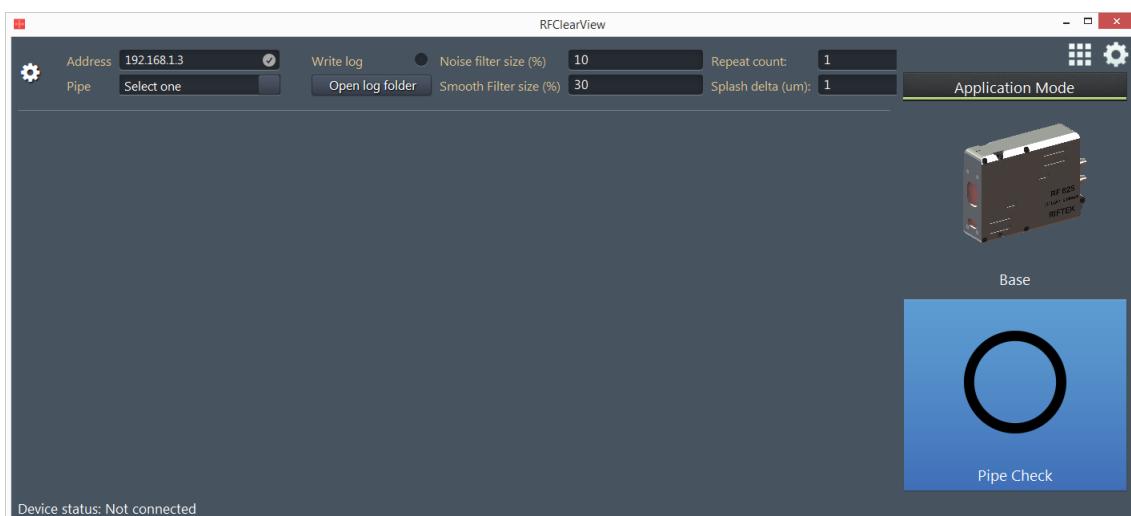 RFClearView
Address 192.168.1.3 Write log Noise filter size (%) 10 Repeat count: 1
Pipe Select one Open log folder Smooth Filter size (%) 30 Splash delta (um): 1
Application Mode
RF 625
RIFTEK
Base
Pipe Check
Device status: Not connected